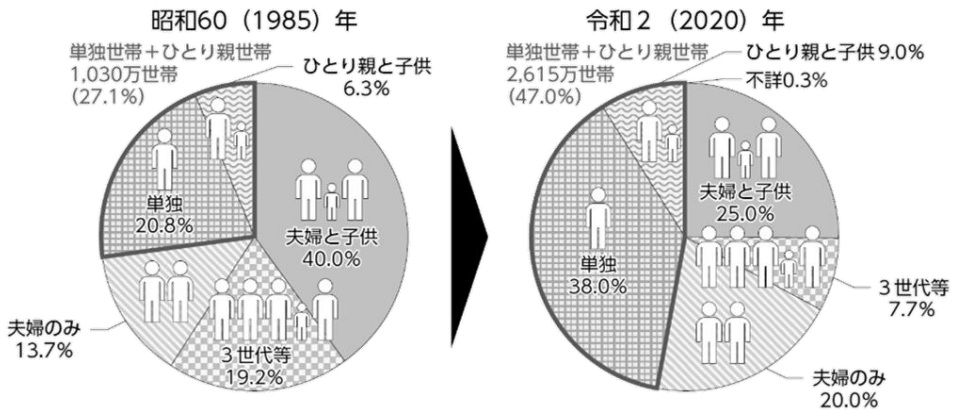 昭和60（1985）年
単独世帯＋ひとり親世帯
1,030万世帯
(27.1%)
ひとり親と子供
6.3%
単独
20.8%
夫婦と子供
40.0%
夫婦のみ
13.7%
３世代等
19.2%
令和２（2020）年
単独世帯＋ひとり親世帯
2,615万世帯
(47.0%)
ひとり親と子供 9.0%
不詳0.3%
夫婦と子供
25.0%
単独
38.0%
３世代等
7.7%
夫婦のみ
20.0%